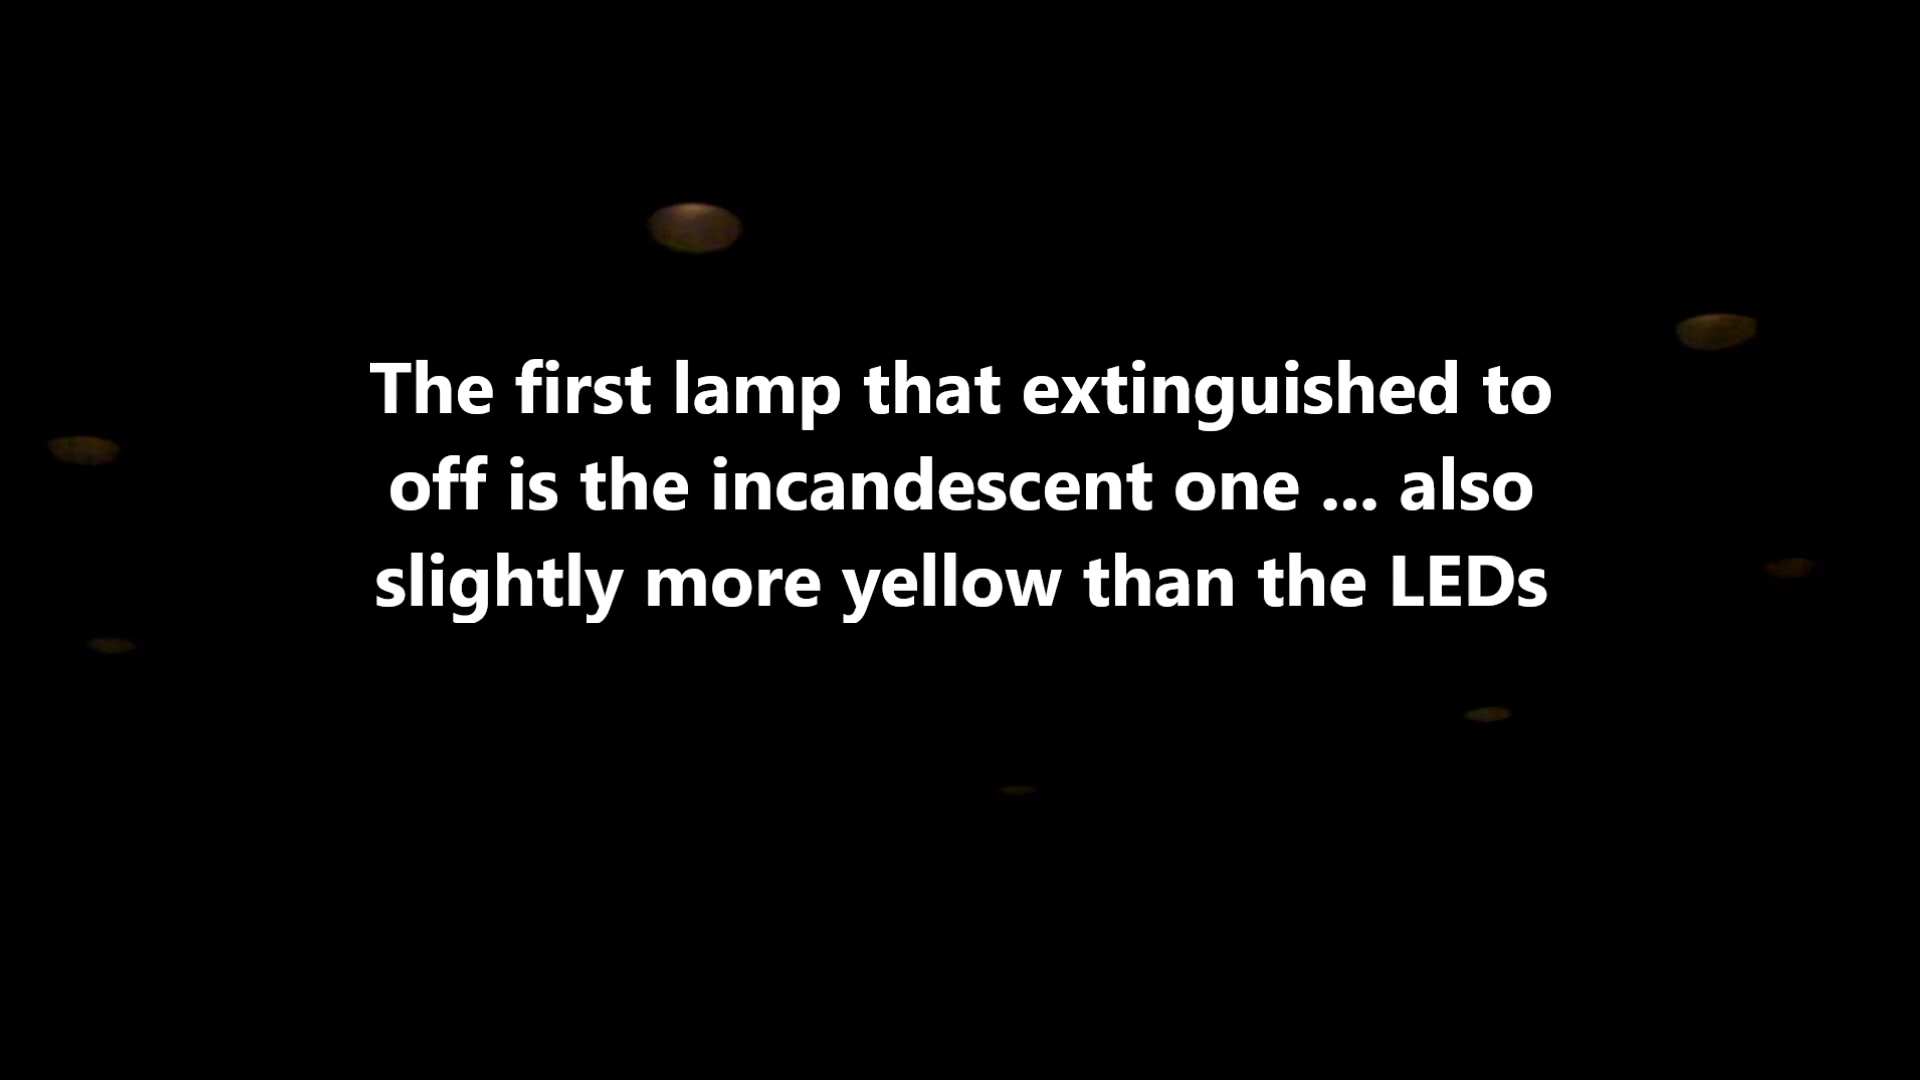 The first lamp that extinguished to
off is the incandescent one ... also
slightly more yellow than the LEDs